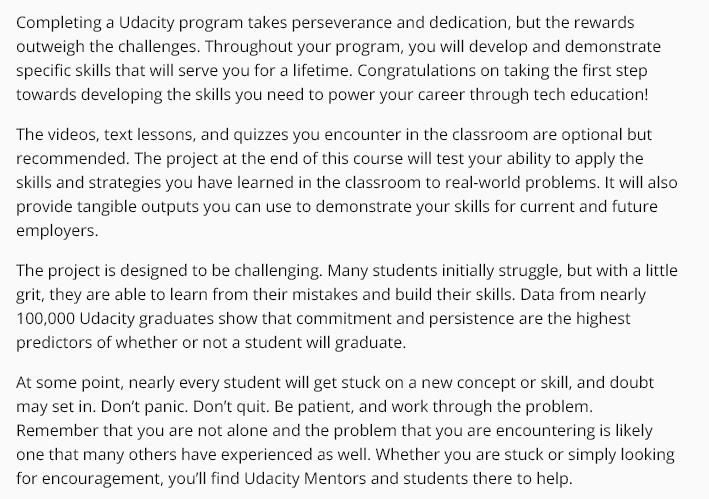 Completing a Udacity program takes perseverance and dedication, but the rewards
outweigh the challenges. Throughout your program, you will develop and demonstrate
specific skills that will serve you for a lifetime. Congratulations on taking the first step
towards developing the skills you need to power your career through tech education!
The videos, text lessons, and quizzes you encounter in the classroom are optional but
recommended. The project at the end of this course will test your ability to apply the
skills and strategies you have learned in the classroom to real-world problems. It will also
provide tangible outputs you can use to demonstrate your skills for current and future
employers.
The project is designed to be challenging. Many students initially struggle, but with a little
grit, they are able to learn from their mistakes and build their skills. Data from nearly
100,000 Udacity graduates show that commitment and persistence are the highest
predictors of whether or not a student will graduate.
At some point, nearly every student will get stuck on a new concept or skill, and doubt
may set in. Don’t panic. Don’t quit. Be patient, and work through the problem.
Remember that you are not alone and the problem that you are encountering is likely
one that many others have experienced as well. Whether you are stuck or simply looking
for encouragement, you’ll find Udacity Mentors and students there to help.